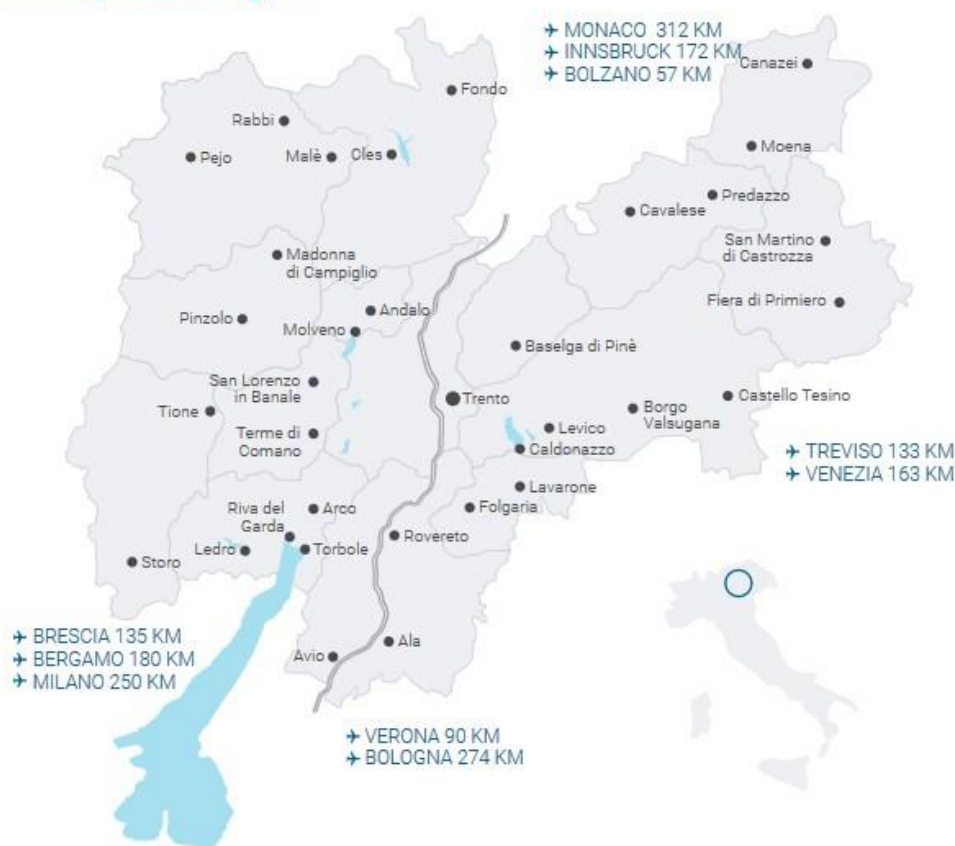 MONACO 312 KM
INNSBRUCK 172 KM
BOLZANO 57 KM
Canazei
Fondo
Rabbi
Pejo
Malè
Cles
Moena
Predazzo
Cavalese
San Martino
di Castrozza
Madonna
di Campiglio
Fiera di Primiero
Andalo
Pinzolo
Molveno
Baselga di Pinè
San Lorenzo
in Banale
Trento
Castello Tesino
Tione
Borgo
Valsugana
Levico
Terme di
Comano
Caldonazzo
TREVISO 133 KM
VENEZIA 163 KM
Lavarone
Folgaria
Riva del
Garda
Arco
Rovereto
Ledro
Torbole
Storo
BRESCIA 135 KM
BERGAMO 180 KM
MILANO 250 KM
Ala
Avio
VERONA 90 KM
BOLOGNA 274 KM